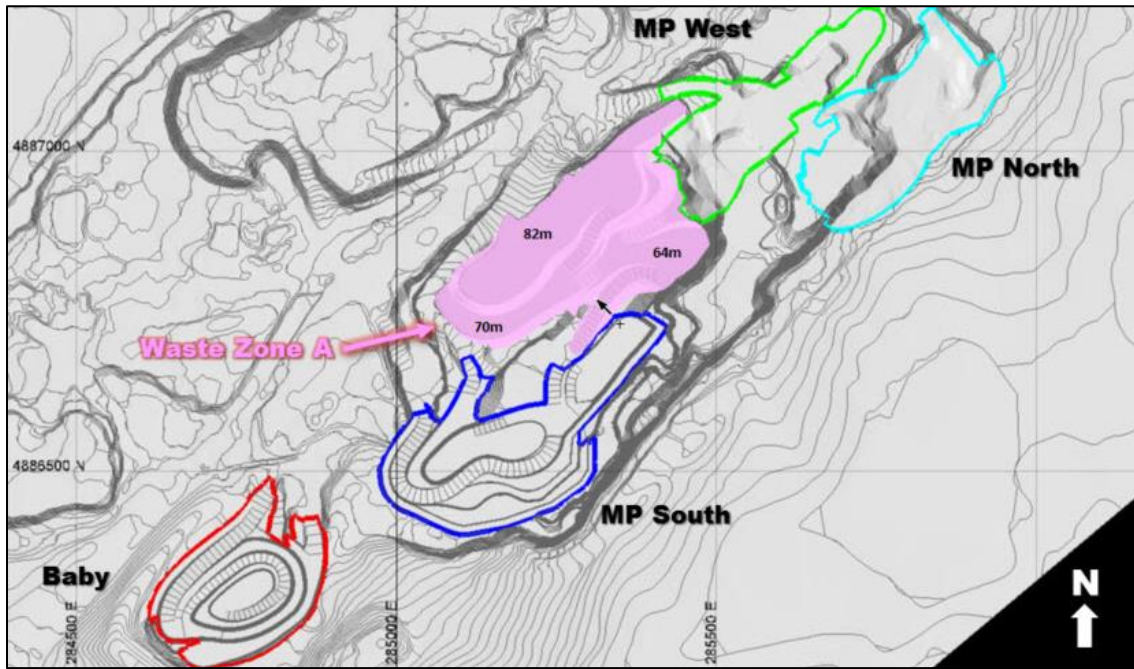 MP West
4887000 N
MP North
82m
64m
70m
Waste Zone A
4886500 N
MP South
Baby
284500 E
285000 E
285500 E
N